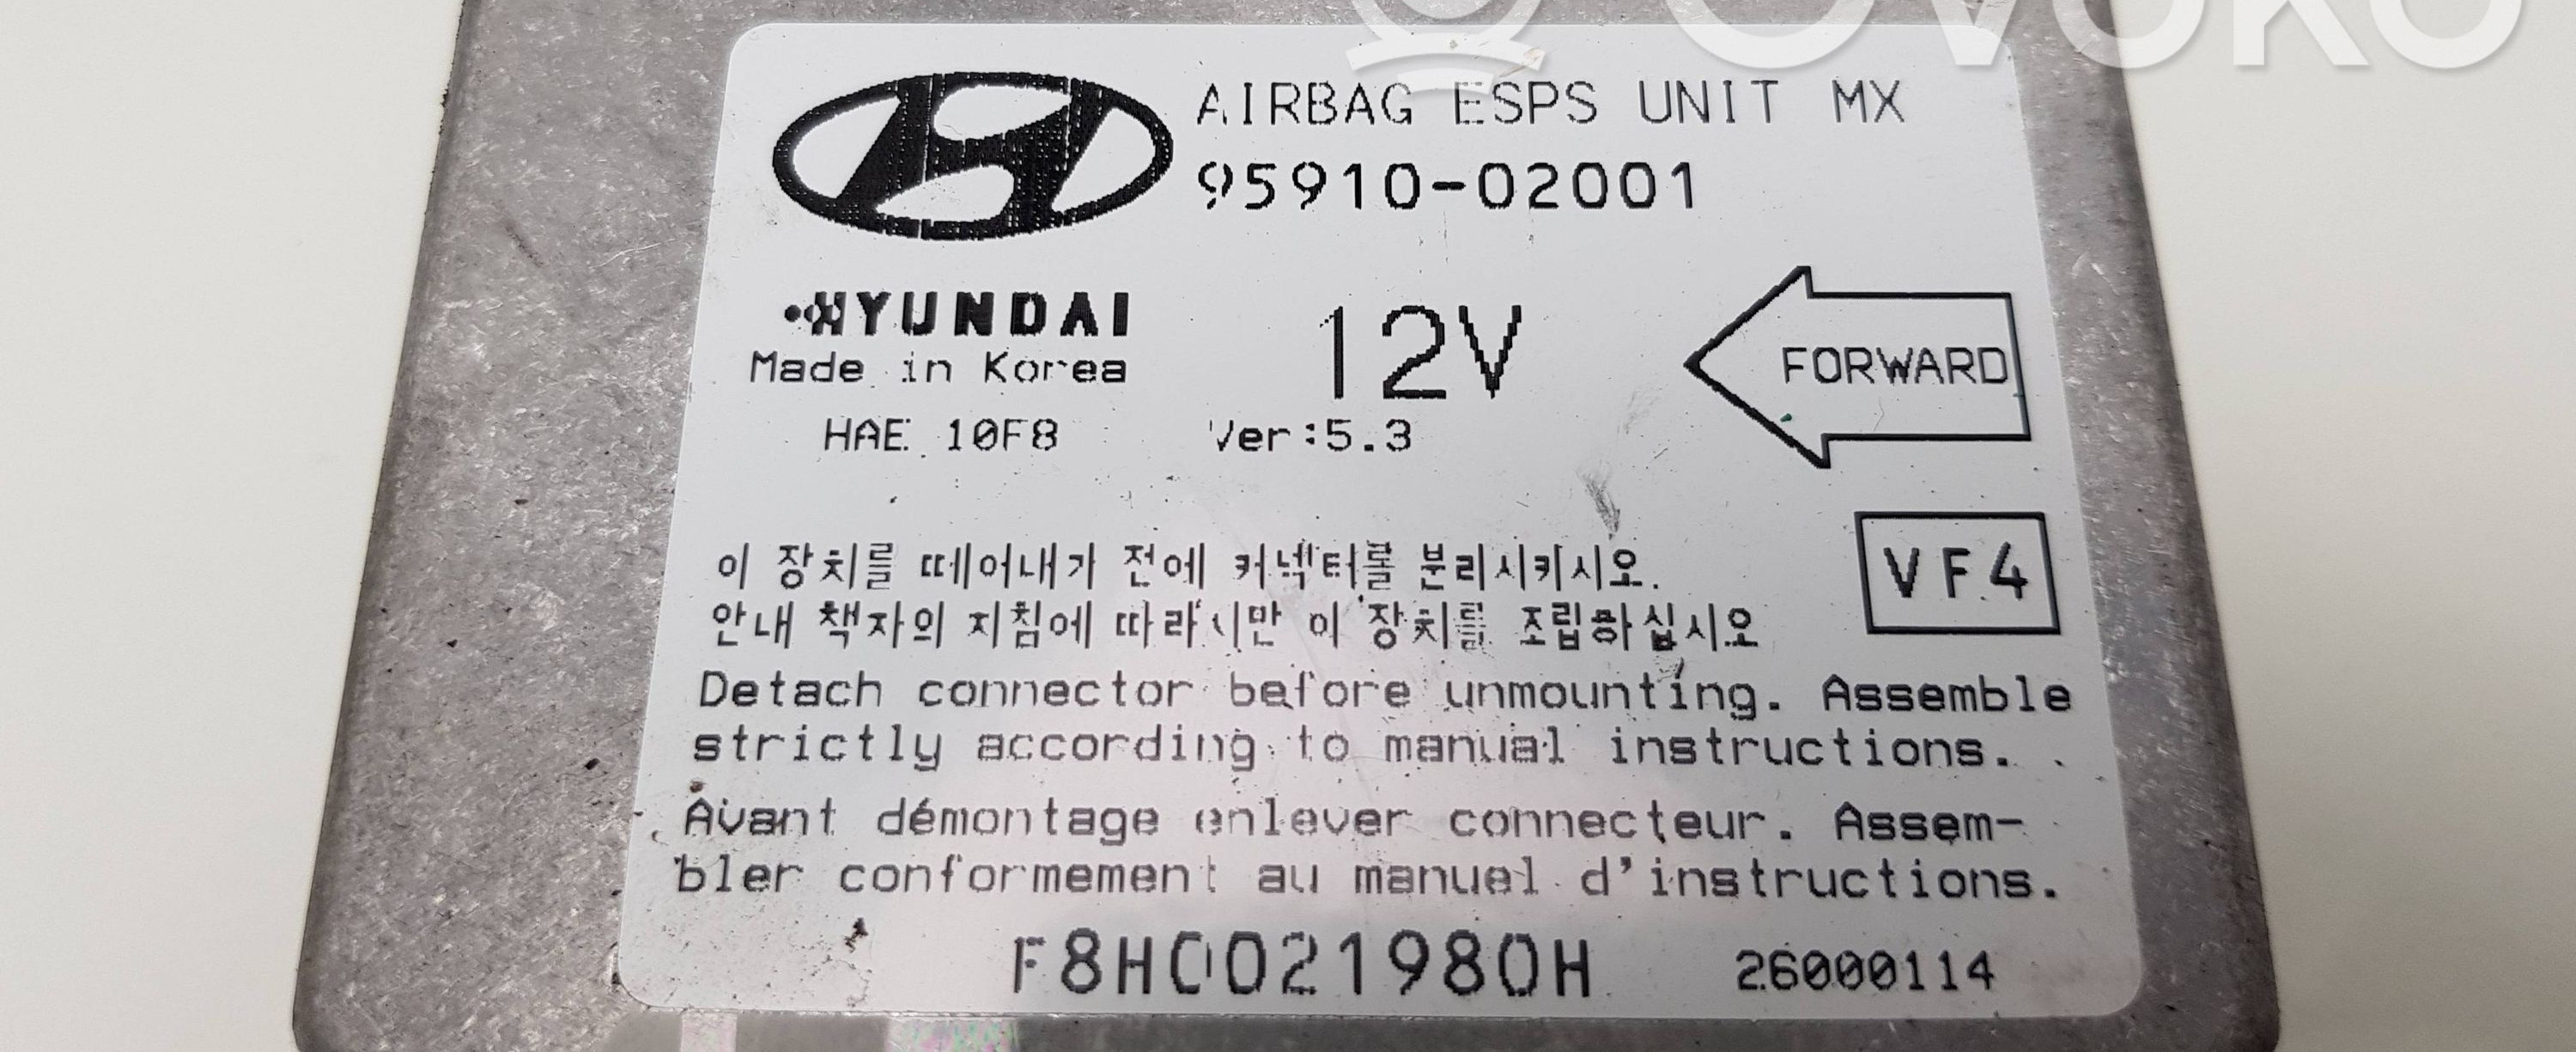 OVOKO
AIRBAG ESPS UNIT MX
95910-02001
HYUNDAI
Made in Korea
12V
FORWARD
HAE 10F8
Ver:5.3
이 장치를 떼어내기 전에 커넥터를 분리시키시오.
안내 책자의 지침에 따라서만 이 장치를 조립하십시오
VF4
Detach connector before unmounting. Assemble
strictly according to manual instructions.
Avant démontage enlever connecteur. Assem-
bler conformement au manuel d'instructions.
F8H0021980H
26000114